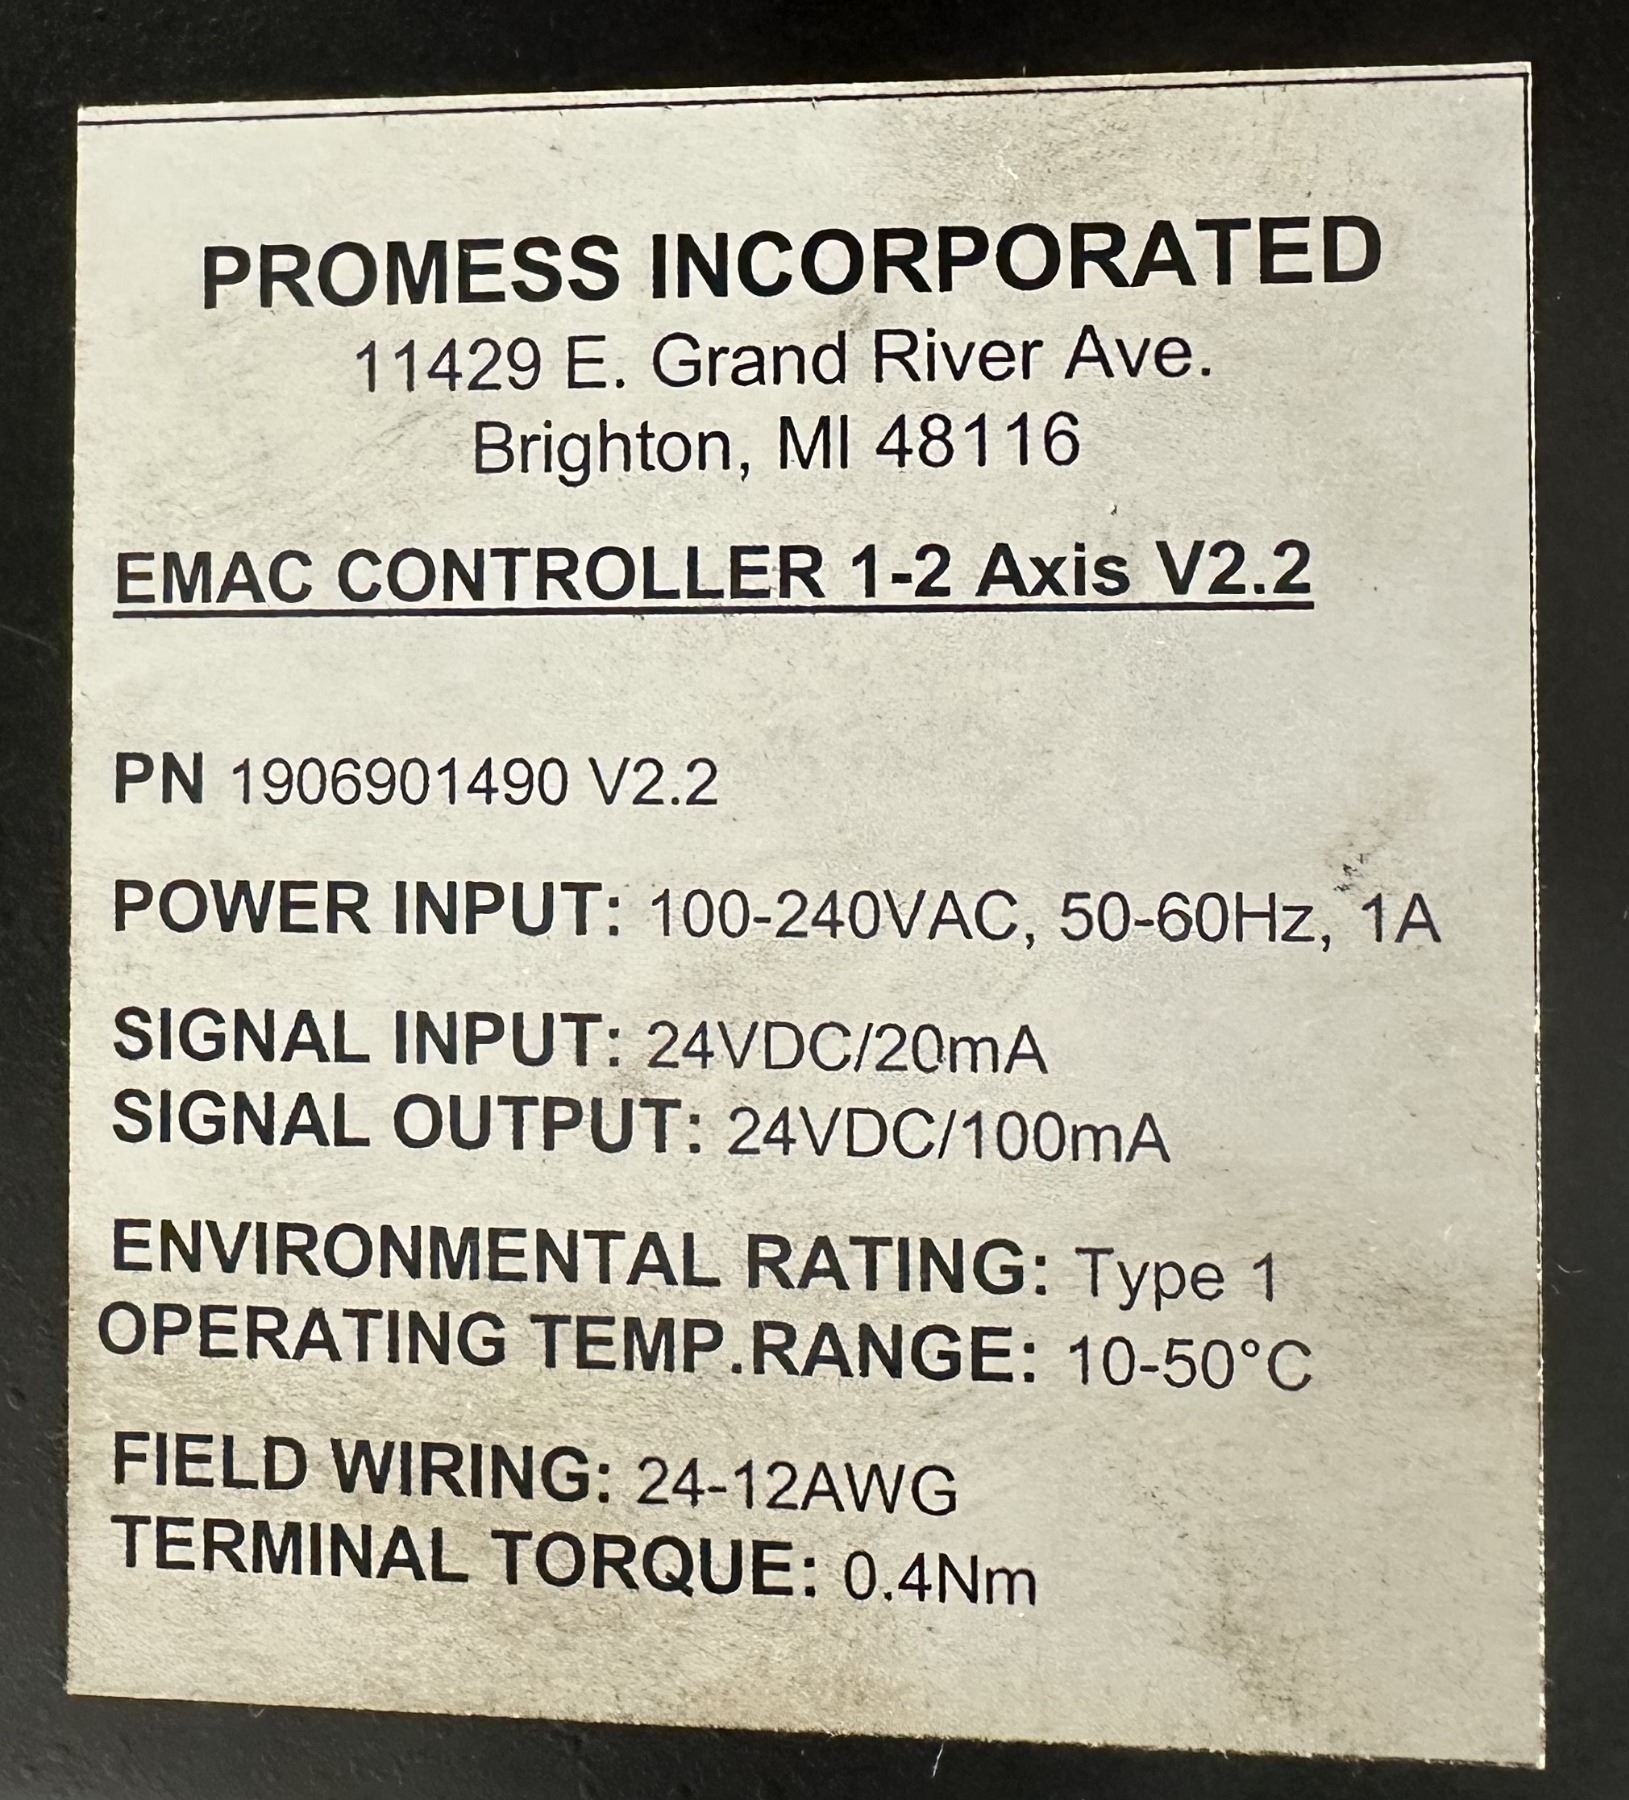 PROMESS INCORPORATED
11429 E. Grand River Ave.
Brighton, MI 48116
EMAC CONTROLLER 1-2 Axis V2.2
PN 1906901490 V2.2
POWER INPUT: 100-240VAC, 50-60Hz, 1A
SIGNAL INPUT: 24VDC/20mA
SIGNAL OUTPUT: 24VDC/100mA
ENVIRONMENTAL RATING: Type 1
OPERATING TEMP.RANGE: 10-50°C
FIELD WIRING: 24-12AWG
TERMINAL TORQUE: 0.4Nm